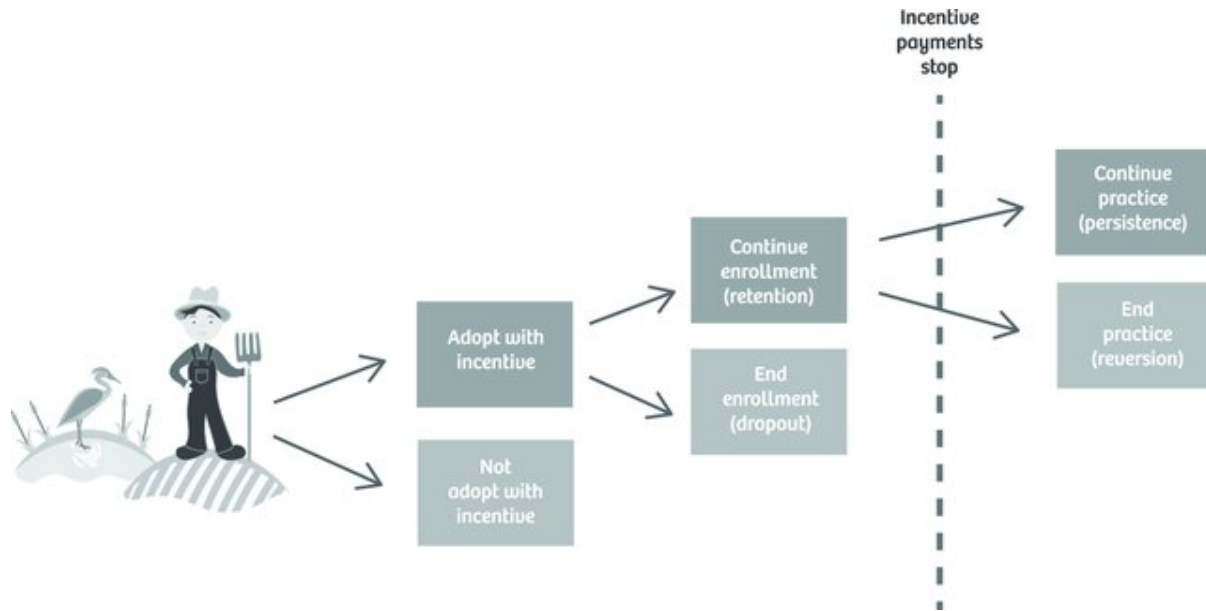 Incentive
payments
stop
Continue
practice
(persistence)
Continue
enrollment
(retention)
End
practice
(reversion)
Adopt with
incentive
End
enrollment
(dropout)
Not
adopt with
incentive